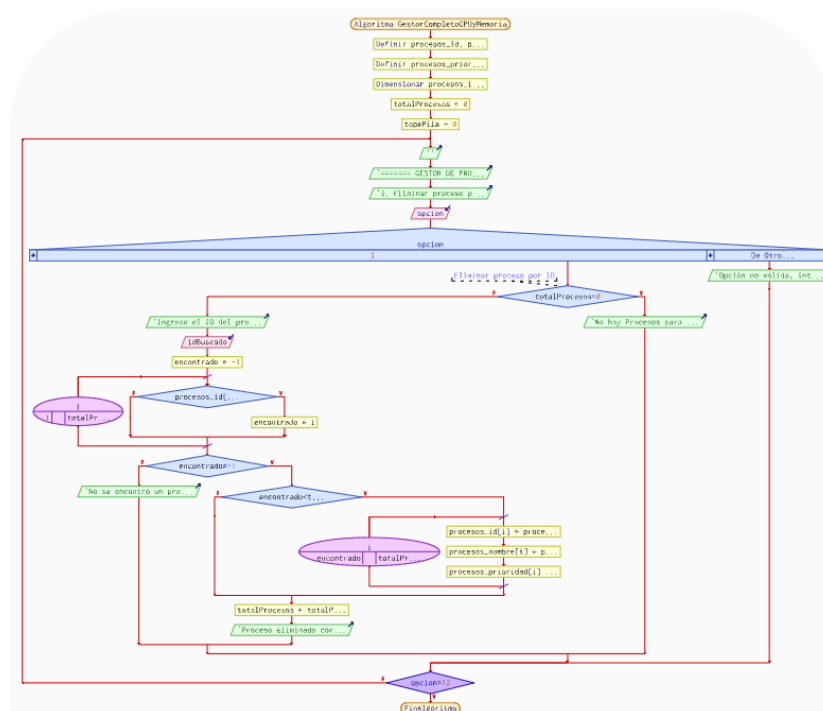 Algoritmo GestorCompletoCPUyMemoria
Definir procesos_id, p...
Definir procesos_prior...
Dimensionar procesos_i...
totalProcesos ← 0
topePila ← 0
''
'======= GESTOR DE PRO...
'1. Eliminar proceso p...
opcion
opcion
1
De Otro...
Eliminar proceso por ID
'Opción no válida, int...
totalProcesos=0
F
V
'Ingrese el ID del pro...
'No hay Procesos para ...
idBuscado
encontrado ← -1
i
1
totalPr...
F
V
procesos_id[...
encontrado ← i
F
V
'No se encontró un pro...
F
V
encontrado<t...
i
encontrado
totalPr...
procesos_id[i] ← proce...
procesos_nombre[i] ← p...
procesos_prioridad[i] ...
totalProcesos ← totalP...
'Proceso eliminado cor...
F
opcion=12
V
FinAlgoritmo